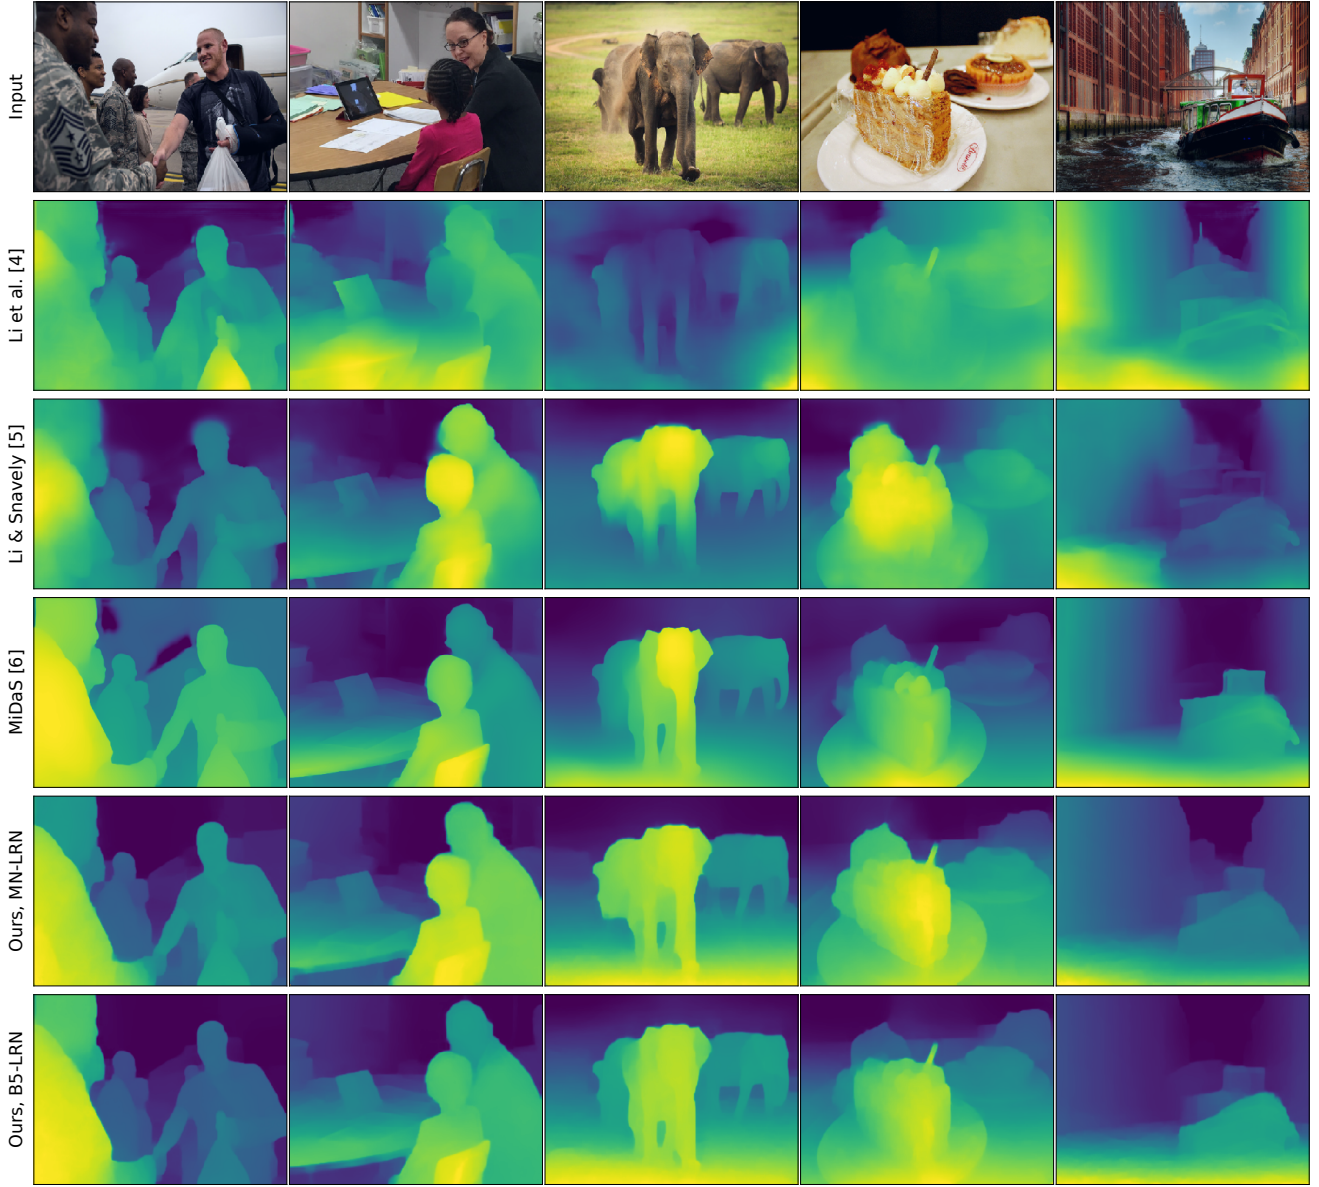 Input
Li et al. [4]
Li & Snavely [5]
MiDaS [6]
Ours, MN-LRN
Ours, B5-LRN